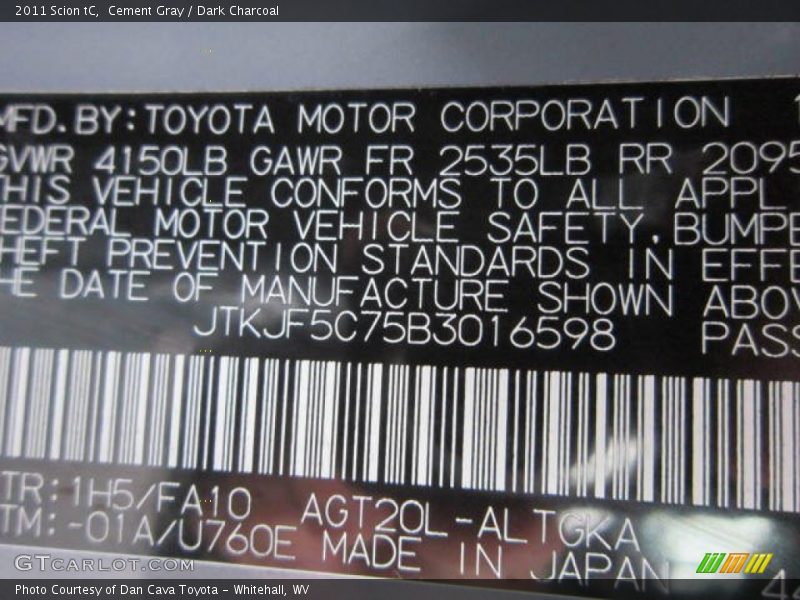 2011 Scion tC,  Cement Gray / Dark Charcoal
MFD. BY: TOYOTA MOTOR CORPORATION 1
GVWR 4150LB GAWR FR 2535LB RR 2095
THIS VEHICLE CONFORMS TO ALL APPL
EDERAL MOTOR VEHICLE SAFETY, BUMPE
HEFT PREVENTION STANDARDS IN EFFE
HE DATE OF MANUFACTURE SHOWN ABOV
JTKJF5C75B3016598 PASS
TR: 1H5/FA10 AGT20L-ALTGKA
TM: -01A/U760E MADE IN JAPAN 44
GTCARLOT.COM
Photo Courtesy of Dan Cava Toyota – Whitehall, WV